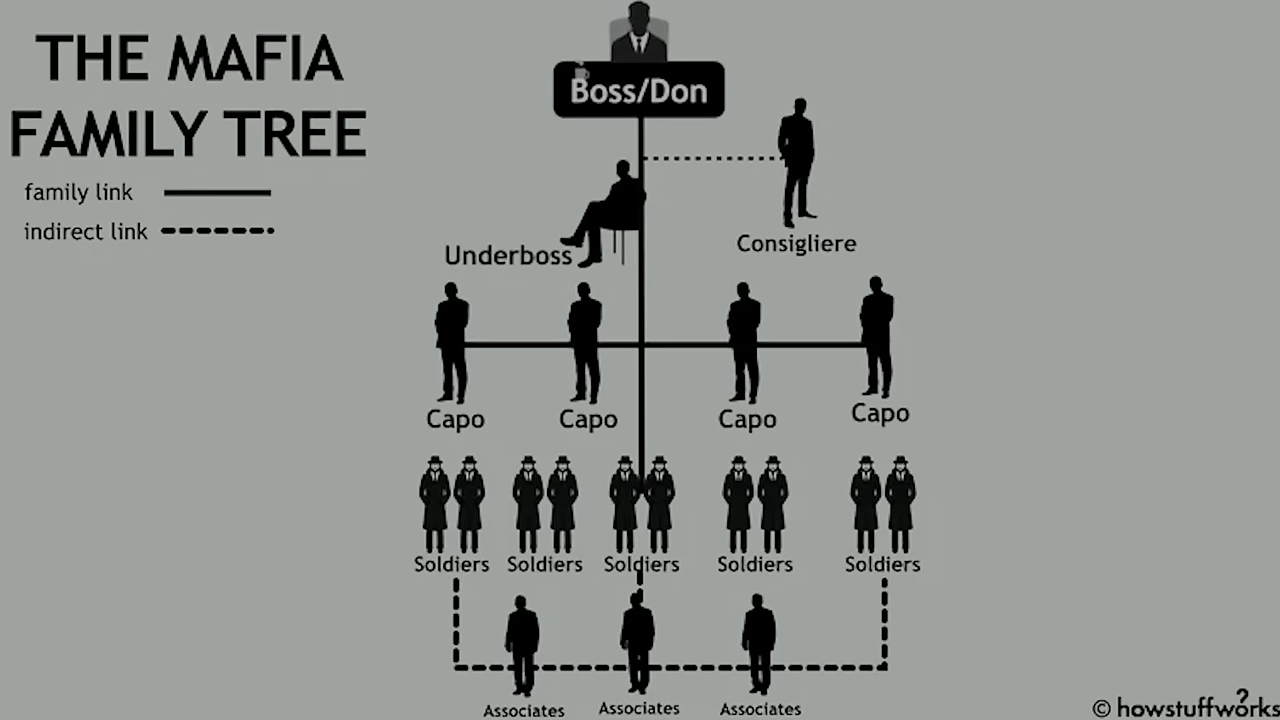 THE MAFIA
FAMILY TREE
family link
indirect link
Boss/Don
Underboss
Consigliere
Capo Capo Capo Capo
Soldiers Soldiers Soldiers Soldiers Soldiers
Associates Associates Associates
© howstuffworks ?